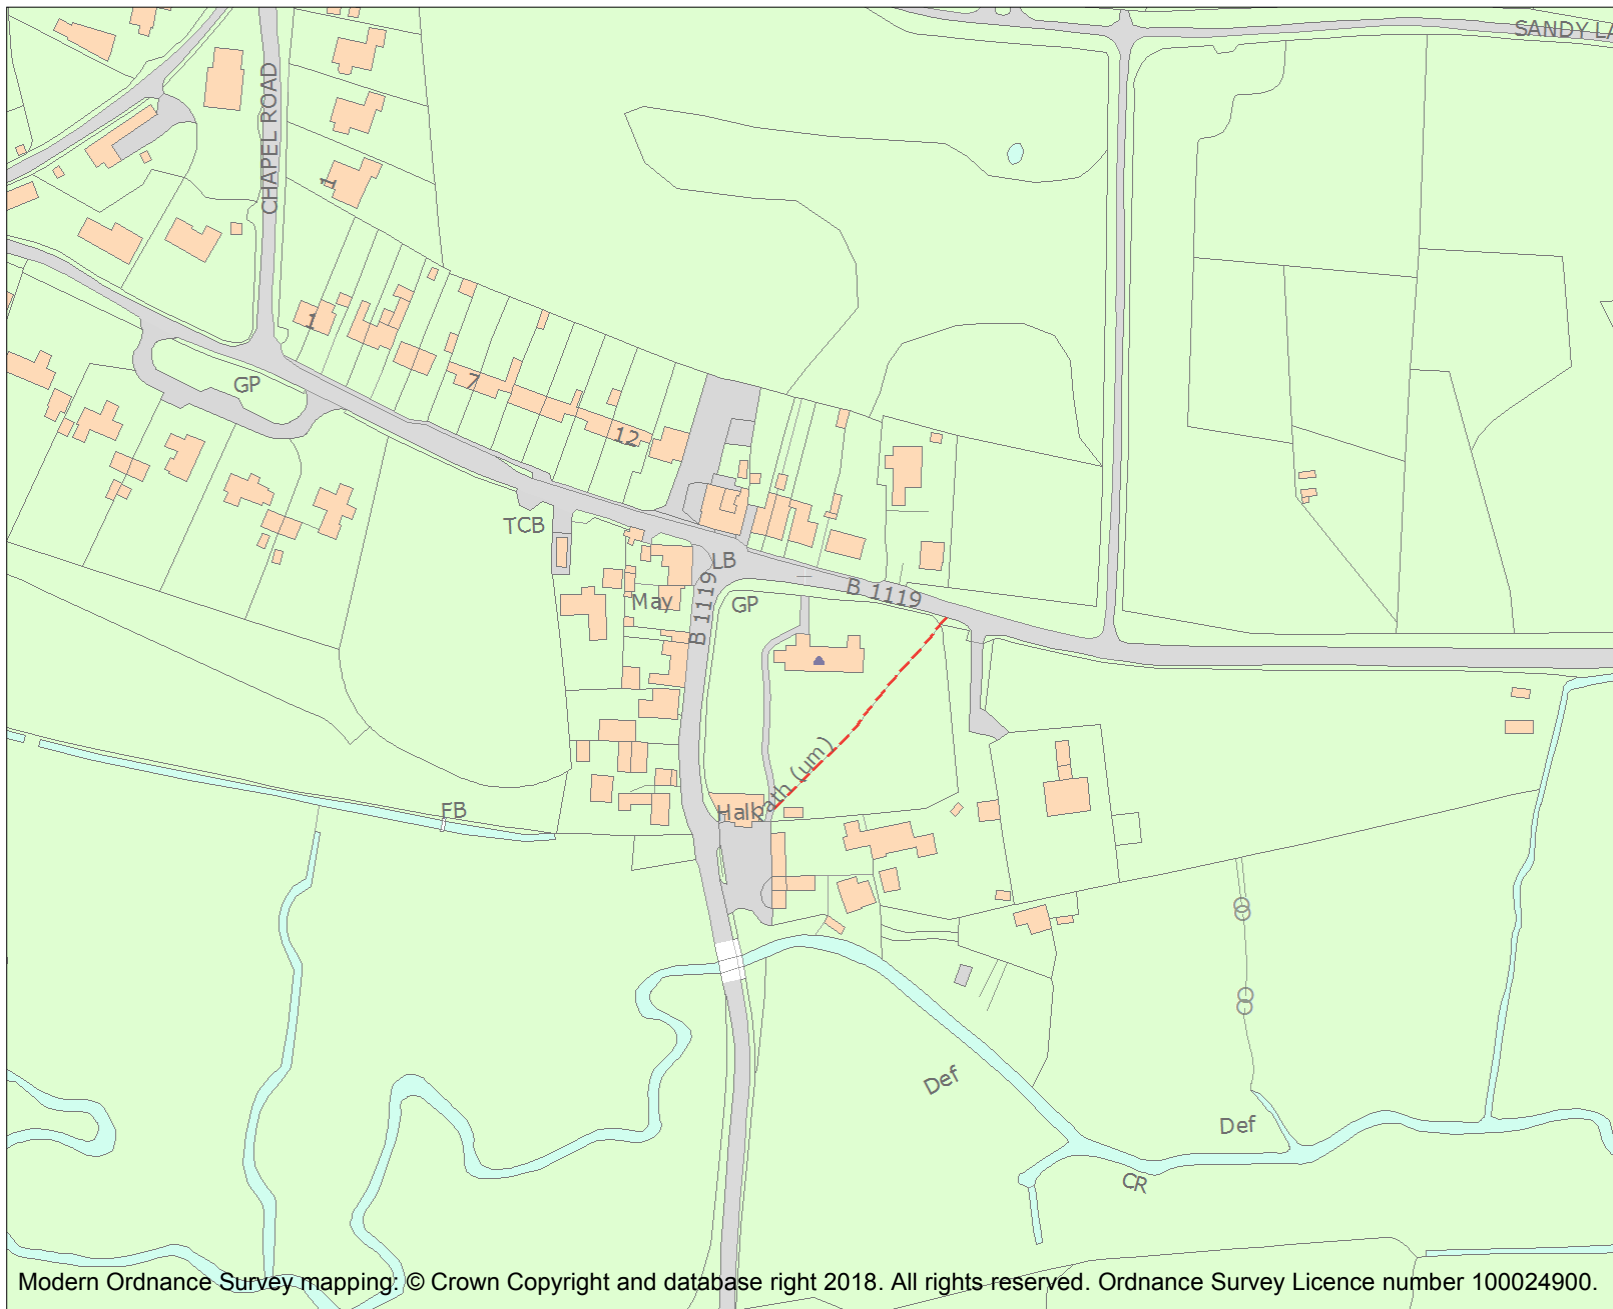 SANDY LA
CHAPEL ROAD
1
1
GP
7
12
TCB
LB
B 1119
May
GP
B 1119
path (um)
Hall
FB
Def
Def
CR
Modern Ordnance Survey mapping: © Crown Copyright and database right 2018. All rights reserved. Ordnance Survey Licence number 100024900.